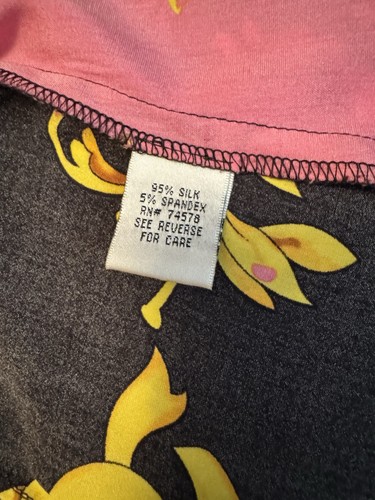 95% SILK
5% SPANDEX
RN# 74578
SEE REVERSE
FOR CARE